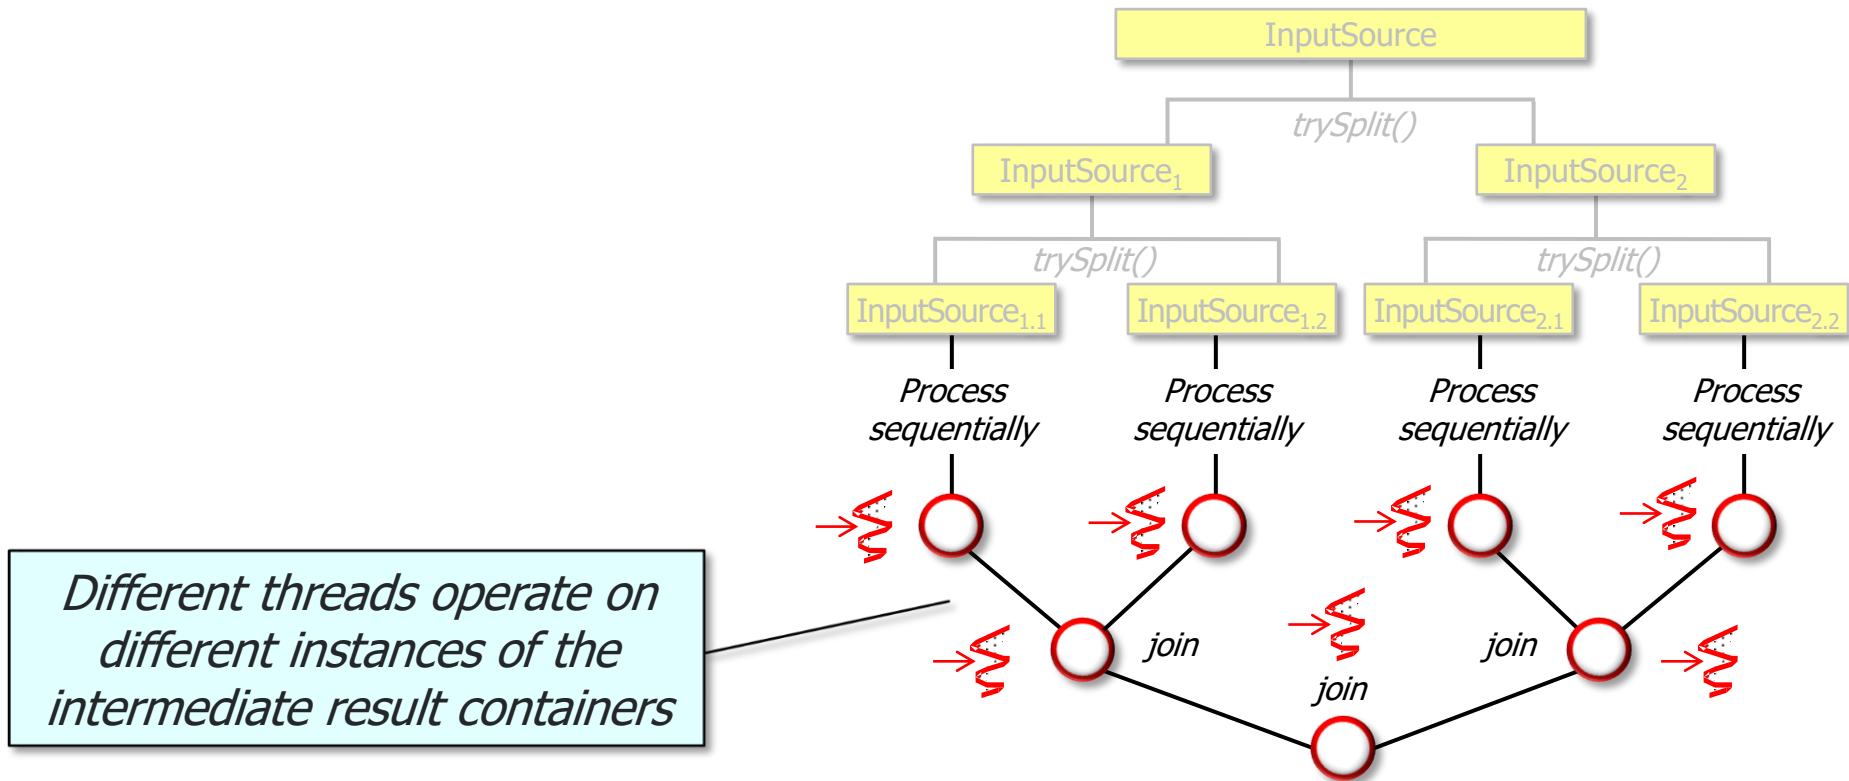 InputSource
trySplit()
InputSource₁
InputSource₂
trySplit()
trySplit()
InputSource₁.₁
InputSource₁.₂
InputSource₂.₁
InputSource₂.₂
Process
sequentially
Process
sequentially
Process
sequentially
Process
sequentially
Different threads operate on
different instances of the
intermediate result containers
join
join
join